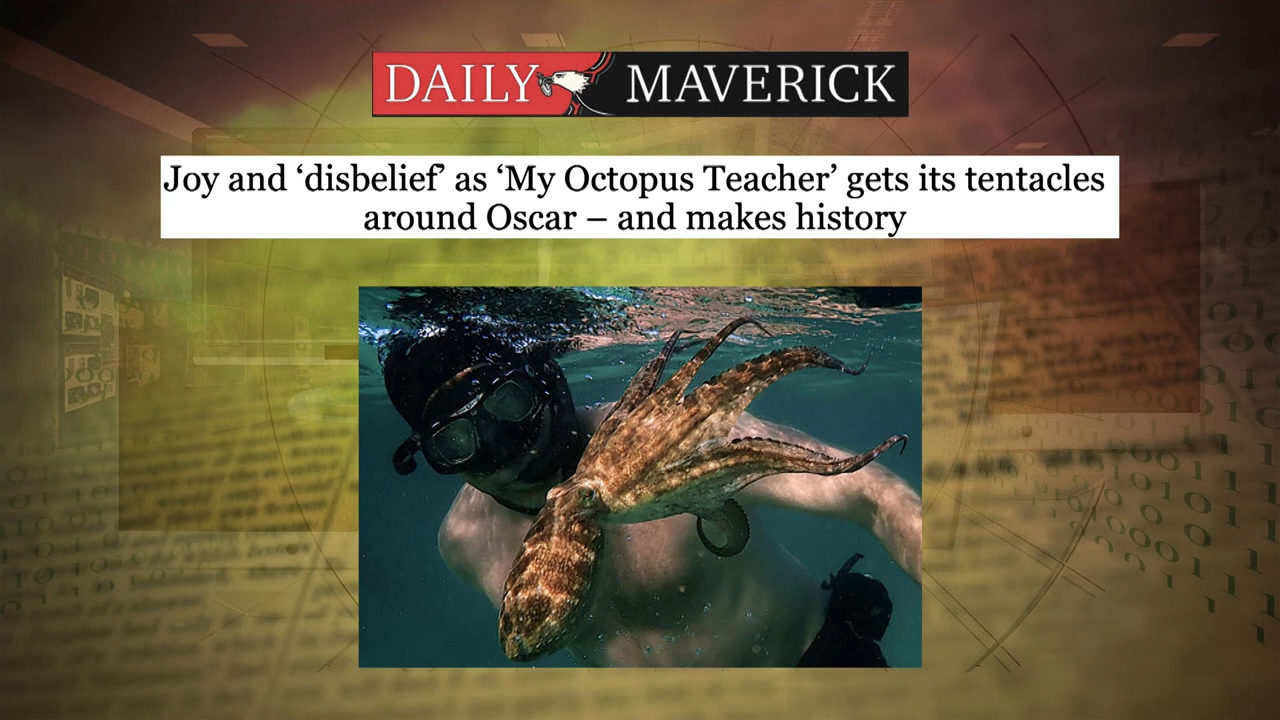 DAILY MAVERICK
Joy and ‘disbelief’ as ‘My Octopus Teacher’ gets its tentacles
around Oscar – and makes history